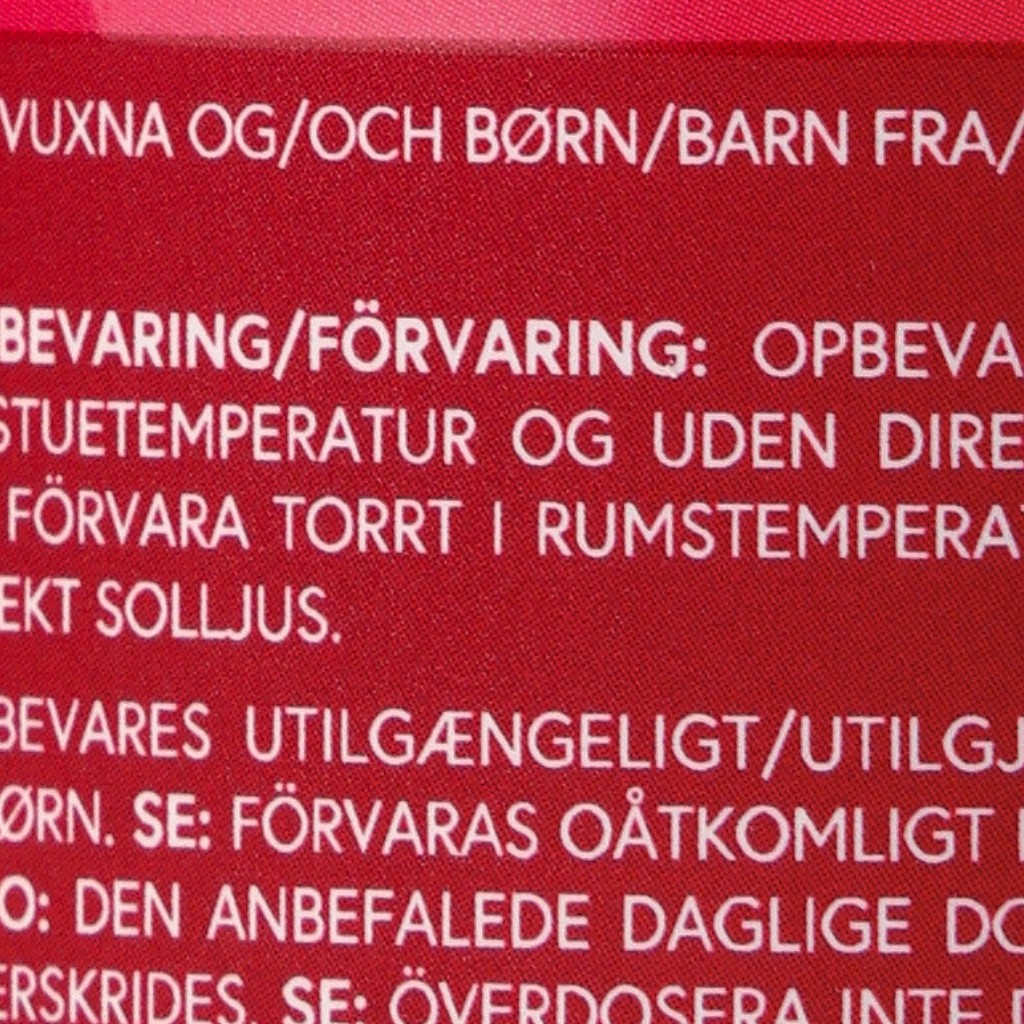 VUXNA OG/OCH BØRN/BARN FRA/
BEVARING/FÖRVARING: OPBEVA
STUETEMPERATUR OG UDEN DIRE
FÖRVARA TORRT I RUMSTEMPERAT
EKT SOLLJUS.
BEVARES UTILGÆNGELIGT/UTILGJ
ØRN. SE: FÖRVARAS OÅTKOMLIGT
O: DEN ANBEFALEDE DAGLIGE DO
ERSKRIDES. SE: ÖVERDOSERA INTE